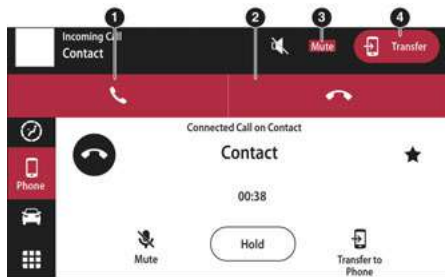 1 2 3 4
Incoming Call
Contact
Mute
Transfer
Connected Call on Contact
Contact
Phone
00:38
Mute
Hold
Transfer to
Phone